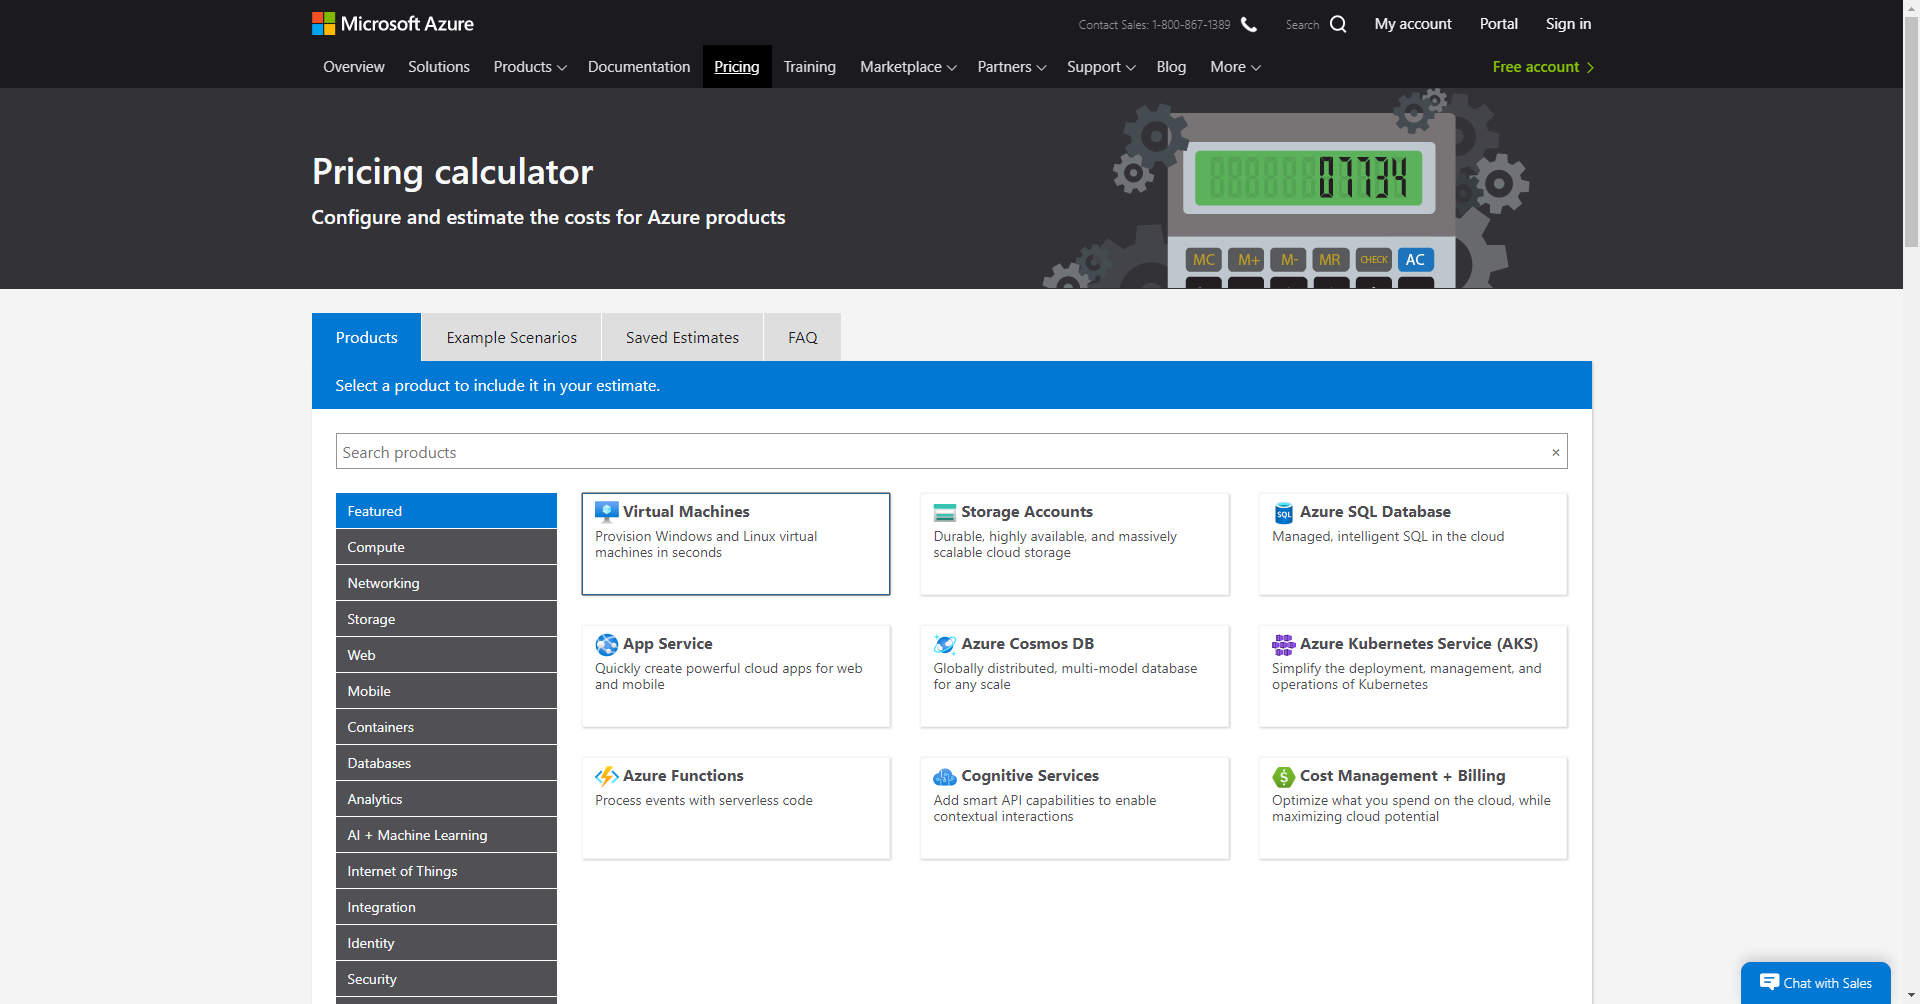 Microsoft Azure
Contact Sales: 1-800-867-1389
Search
My account
Portal
Sign in
Overview
Solutions
Products
Documentation
Pricing
Training
Marketplace
Partners
Support
Blog
More
Free account
Pricing calculator
Configure and estimate the costs for Azure products
07734
MC
M+
M-
MR
CHECK
AC
Products
Example Scenarios
Saved Estimates
FAQ
Select a product to include it in your estimate.
Search products
Featured
Compute
Networking
Storage
Web
Mobile
Containers
Databases
Analytics
AI + Machine Learning
Internet of Things
Integration
Identity
Security
Virtual Machines
Provision Windows and Linux virtual
machines in seconds
Storage Accounts
Durable, highly available, and massively
scalable cloud storage
SQL
Azure SQL Database
Managed, intelligent SQL in the cloud
App Service
Quickly create powerful cloud apps for web
and mobile
Azure Cosmos DB
Globally distributed, multi-model database
for any scale
Azure Kubernetes Service (AKS)
Simplify the deployment, management, and
operations of Kubernetes
Azure Functions
Process events with serverless code
Cognitive Services
Add smart API capabilities to enable
contextual interactions
$
Cost Management + Billing
Optimize what you spend on the cloud, while
maximizing cloud potential
Chat with Sales